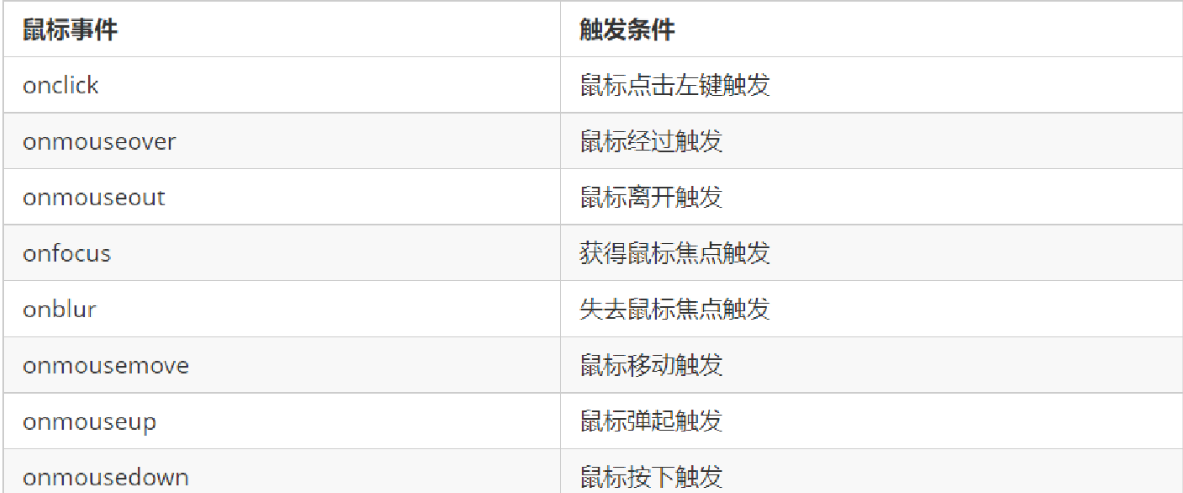 鼠标事件 触发条件
onclick 鼠标点击左键触发
onmouseover 鼠标经过触发
onmouseout 鼠标离开触发
onfocus 获得鼠标焦点触发
onblur 失去鼠标焦点触发
onmousemove 鼠标移动触发
onmouseup 鼠标弹起触发
onmousedown 鼠标按下触发